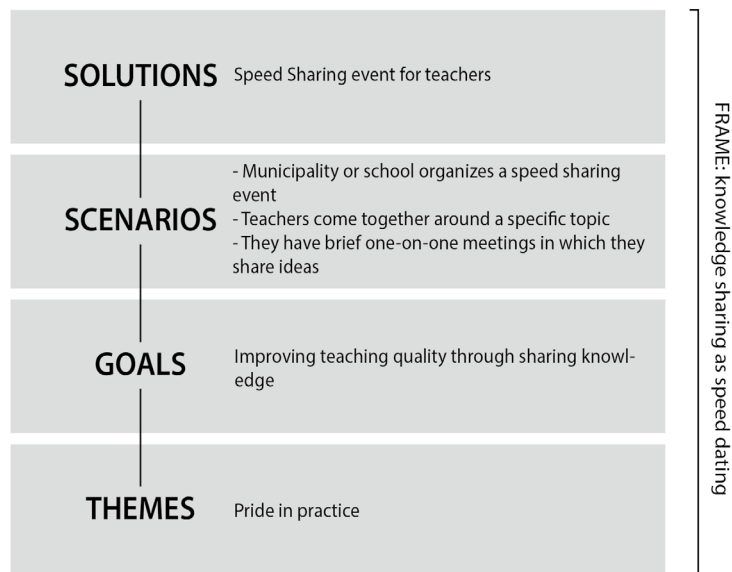 SOLUTIONS Speed Sharing event for teachers
- Municipality or school organizes a speed sharing
event
SCENARIOS - Teachers come together around a specific topic
- They have brief one-on-one meetings in which they
share ideas
GOALS Improving teaching quality through sharing knowl-
edge
THEMES Pride in practice
FRAME: knowledge sharing as speed dating